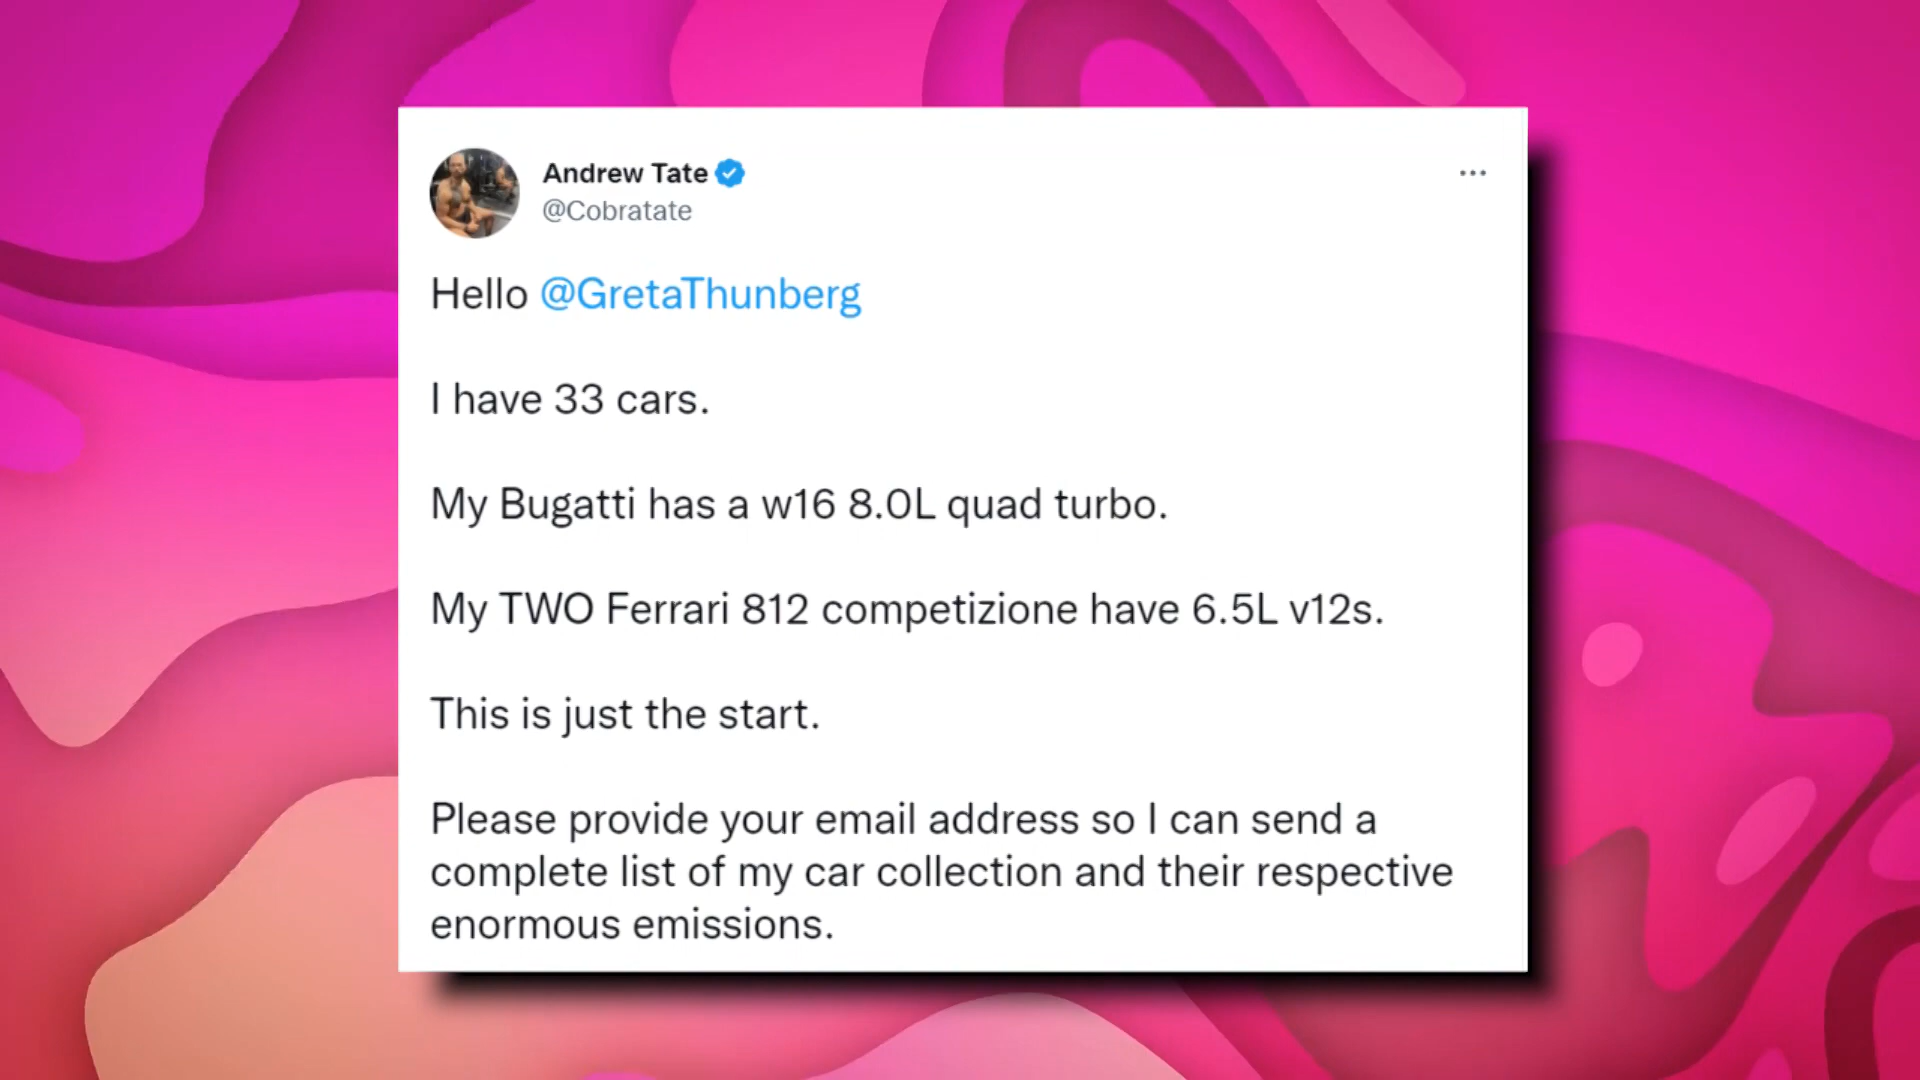 Andrew Tate
@Cobratate
Hello @GretaThunberg
I have 33 cars.
My Bugatti has a w16 8.0L quad turbo.
My TWO Ferrari 812 competizione have 6.5L v12s.
This is just the start.
Please provide your email address so I can send a
complete list of my car collection and their respective
enormous emissions.